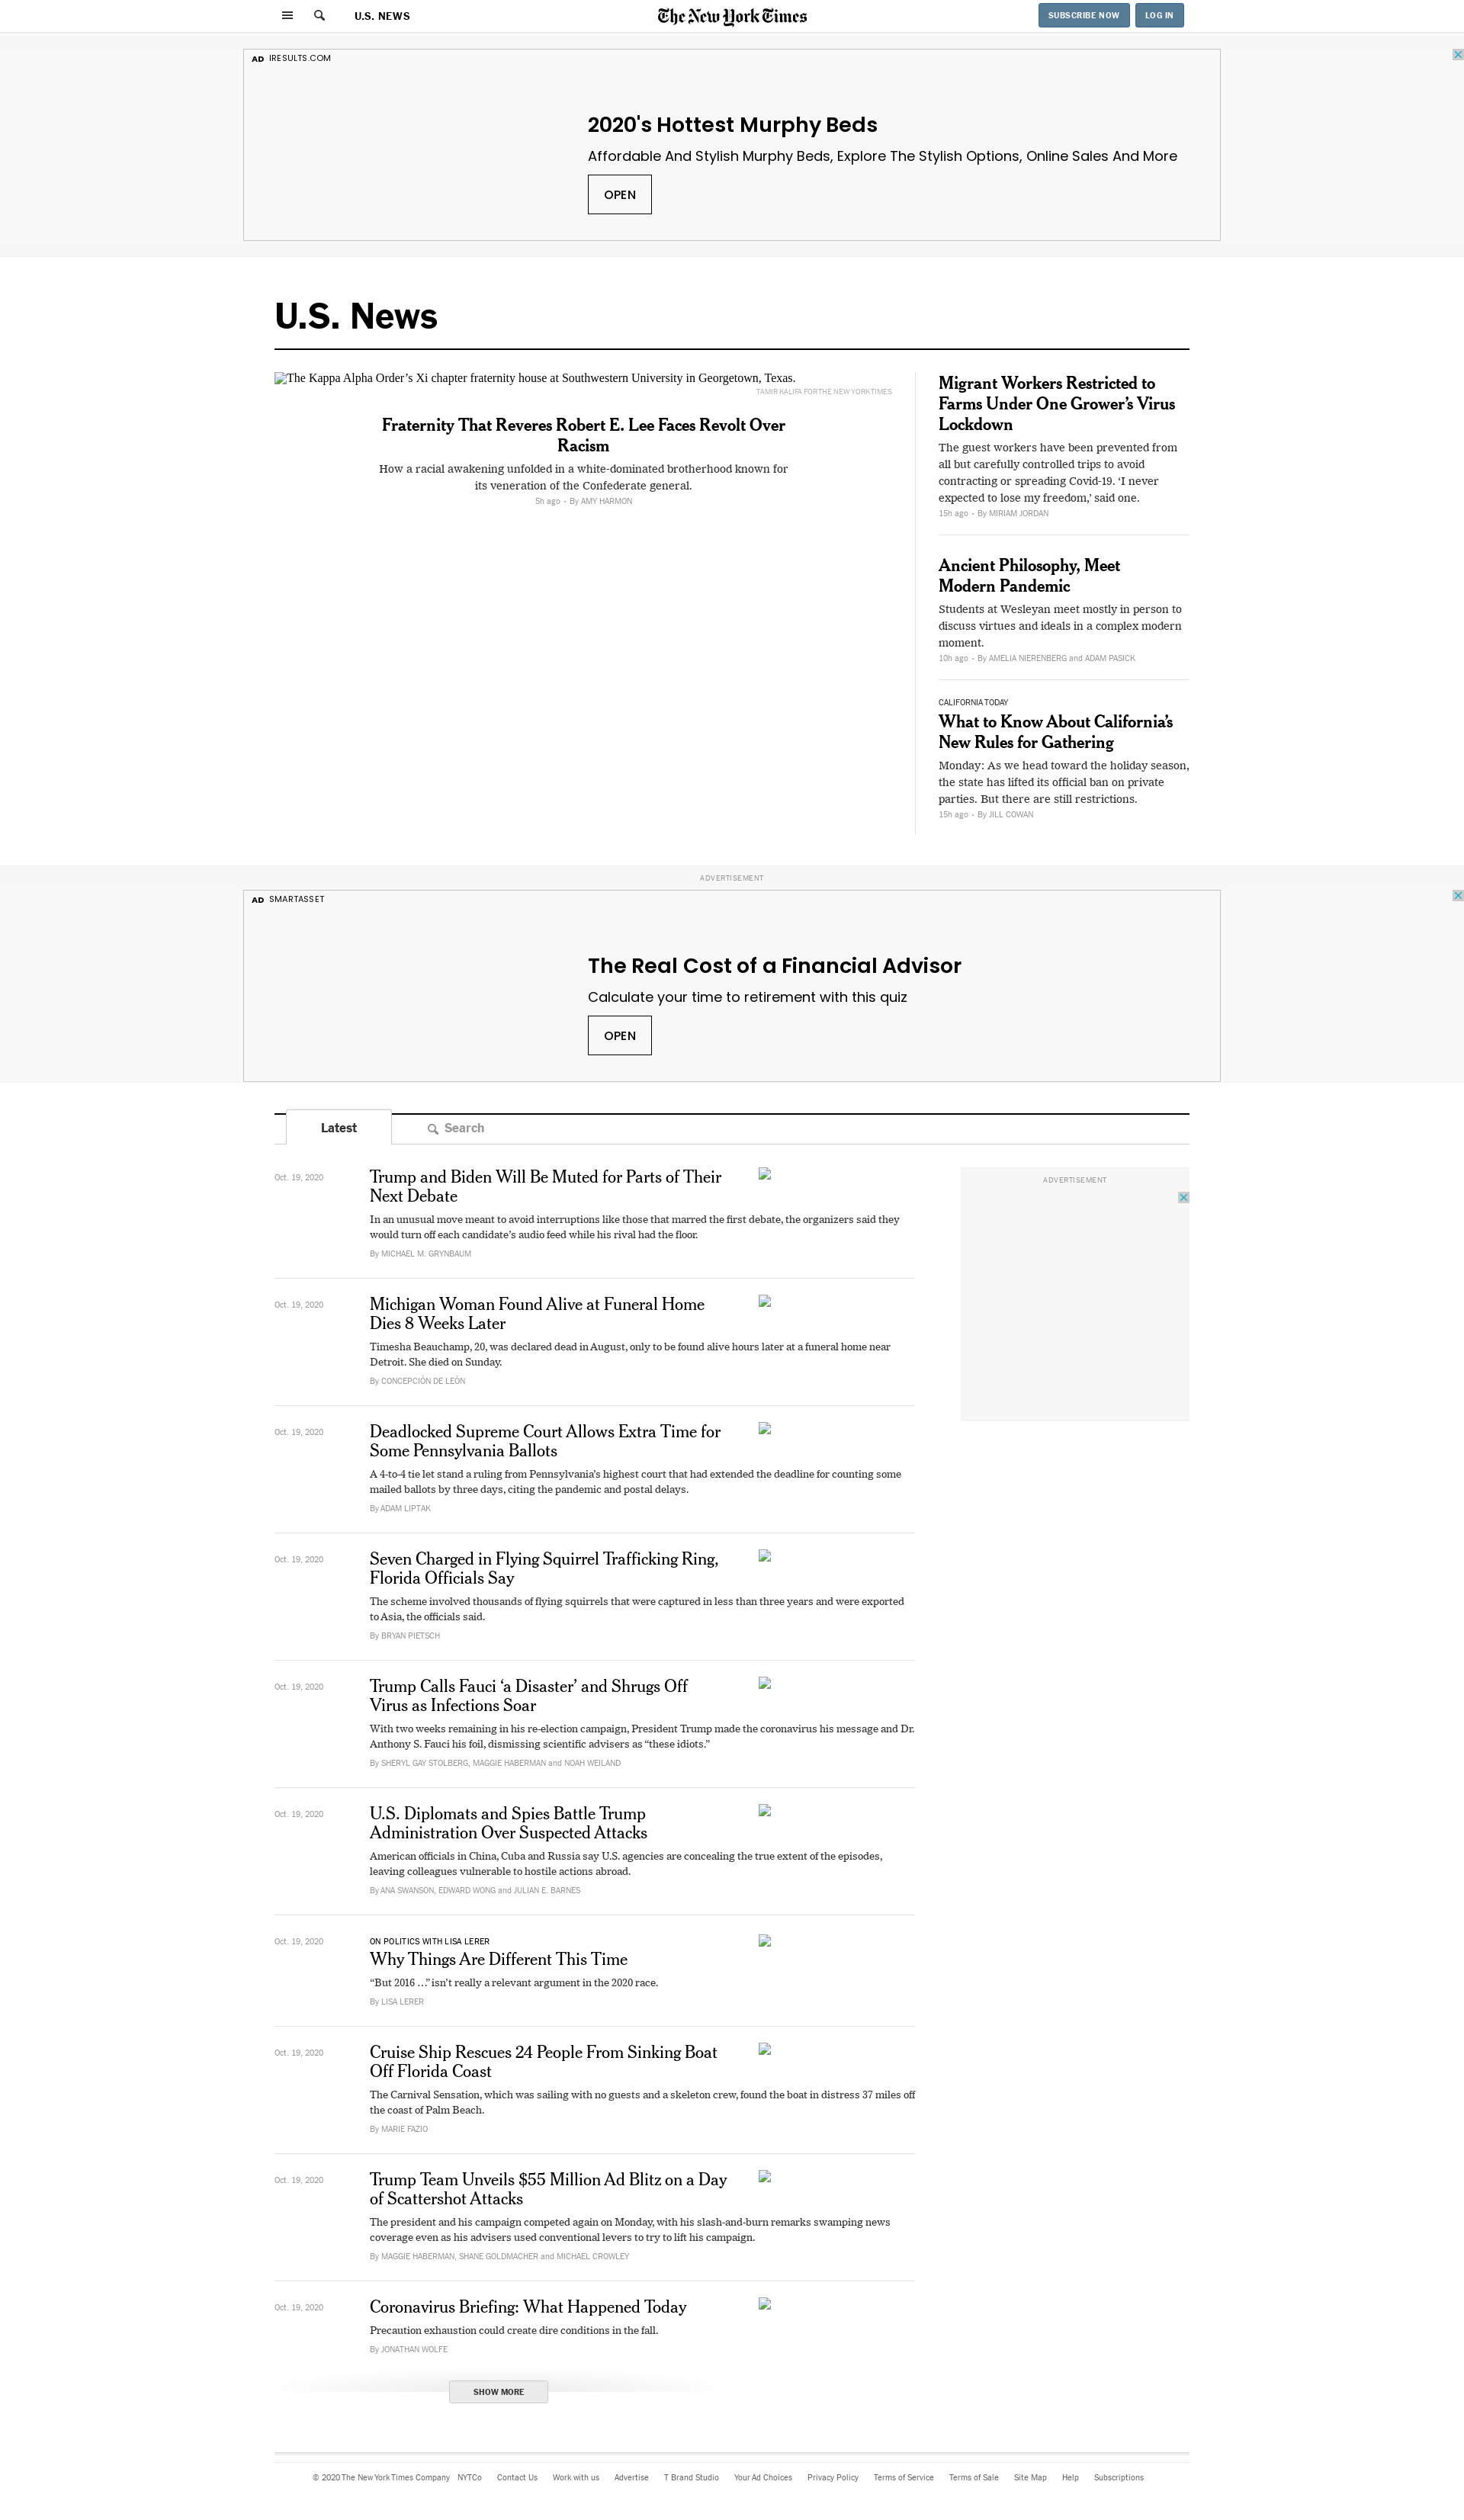 U.S. NEWS
The New York Times
SUBSCRIBE NOW
LOG IN
AD IRESULTS.COM
2020's Hottest Murphy Beds
Affordable And Stylish Murphy Beds, Explore The Stylish Options, Online Sales And More
OPEN
U.S. News
The Kappa Alpha Order’s Xi chapter fraternity house at Southwestern University in Georgetown, Texas.
TAMIR KALIFA FOR THE NEW YORK TIMES
Fraternity That Reveres Robert E. Lee Faces Revolt Over
Racism
How a racial awakening unfolded in a white-dominated brotherhood known for
its veneration of the Confederate general.
5h ago • By AMY HARMON
Migrant Workers Restricted to
Farms Under One Grower’s Virus
Lockdown
The guest workers have been prevented from
all but carefully controlled trips to avoid
contracting or spreading Covid-19. ‘I never
expected to lose my freedom,’ said one.
15h ago • By MIRIAM JORDAN
Ancient Philosophy, Meet
Modern Pandemic
Students at Wesleyan meet mostly in person to
discuss virtues and ideals in a complex modern
moment.
10h ago • By AMELIA NIERENBERG and ADAM PASICK
CALIFORNIA TODAY
What to Know About California’s
New Rules for Gathering
Monday: As we head toward the holiday season,
the state has lifted its official ban on private
parties. But there are still restrictions.
15h ago • By JILL COWAN
ADVERTISEMENT
AD SMARTASSET
The Real Cost of a Financial Advisor
Calculate your time to retirement with this quiz
OPEN
Latest
Search
ADVERTISEMENT
Oct. 19, 2020
Trump and Biden Will Be Muted for Parts of Their
Next Debate
In an unusual move meant to avoid interruptions like those that marred the first debate, the organizers said they
would turn off each candidate’s audio feed while his rival had the floor.
By MICHAEL M. GRYNBAUM
Oct. 19, 2020
Michigan Woman Found Alive at Funeral Home
Dies 8 Weeks Later
Timesha Beauchamp, 20, was declared dead in August, only to be found alive hours later at a funeral home near
Detroit. She died on Sunday.
By CONCEPCIÓN DE LEÓN
Oct. 19, 2020
Deadlocked Supreme Court Allows Extra Time for
Some Pennsylvania Ballots
A 4-to-4 tie let stand a ruling from Pennsylvania’s highest court that had extended the deadline for counting some
mailed ballots by three days, citing the pandemic and postal delays.
By ADAM LIPTAK
Oct. 19, 2020
Seven Charged in Flying Squirrel Trafficking Ring,
Florida Officials Say
The scheme involved thousands of flying squirrels that were captured in less than three years and were exported
to Asia, the officials said.
By BRYAN PIETSCH
Oct. 19, 2020
Trump Calls Fauci ‘a Disaster’ and Shrugs Off
Virus as Infections Soar
With two weeks remaining in his re-election campaign, President Trump made the coronavirus his message and Dr.
Anthony S. Fauci his foil, dismissing scientific advisers as “these idiots.”
By SHERYL GAY STOLBERG, MAGGIE HABERMAN and NOAH WEILAND
Oct. 19, 2020
U.S. Diplomats and Spies Battle Trump
Administration Over Suspected Attacks
American officials in China, Cuba and Russia say U.S. agencies are concealing the true extent of the episodes,
leaving colleagues vulnerable to hostile actions abroad.
By ANA SWANSON, EDWARD WONG and JULIAN E. BARNES
Oct. 19, 2020
ON POLITICS WITH LISA LERER
Why Things Are Different This Time
“But 2016 …” isn’t really a relevant argument in the 2020 race.
By LISA LERER
Oct. 19, 2020
Cruise Ship Rescues 24 People From Sinking Boat
Off Florida Coast
The Carnival Sensation, which was sailing with no guests and a skeleton crew, found the boat in distress 37 miles off
the coast of Palm Beach.
By MARIE FAZIO
Oct. 19, 2020
Trump Team Unveils $55 Million Ad Blitz on a Day
of Scattershot Attacks
The president and his campaign competed again on Monday, with his slash-and-burn remarks swamping news
coverage even as his advisers used conventional levers to try to lift his campaign.
By MAGGIE HABERMAN, SHANE GOLDMACHER and MICHAEL CROWLEY
Oct. 19, 2020
Coronavirus Briefing: What Happened Today
Precaution exhaustion could create dire conditions in the fall.
By JONATHAN WOLFE
SHOW MORE
© 2020 The New York Times Company NYTCo Contact Us Work with us Advertise T Brand Studio Your Ad Choices Privacy Policy Terms of Service Terms of Sale Site Map Help Subscriptions